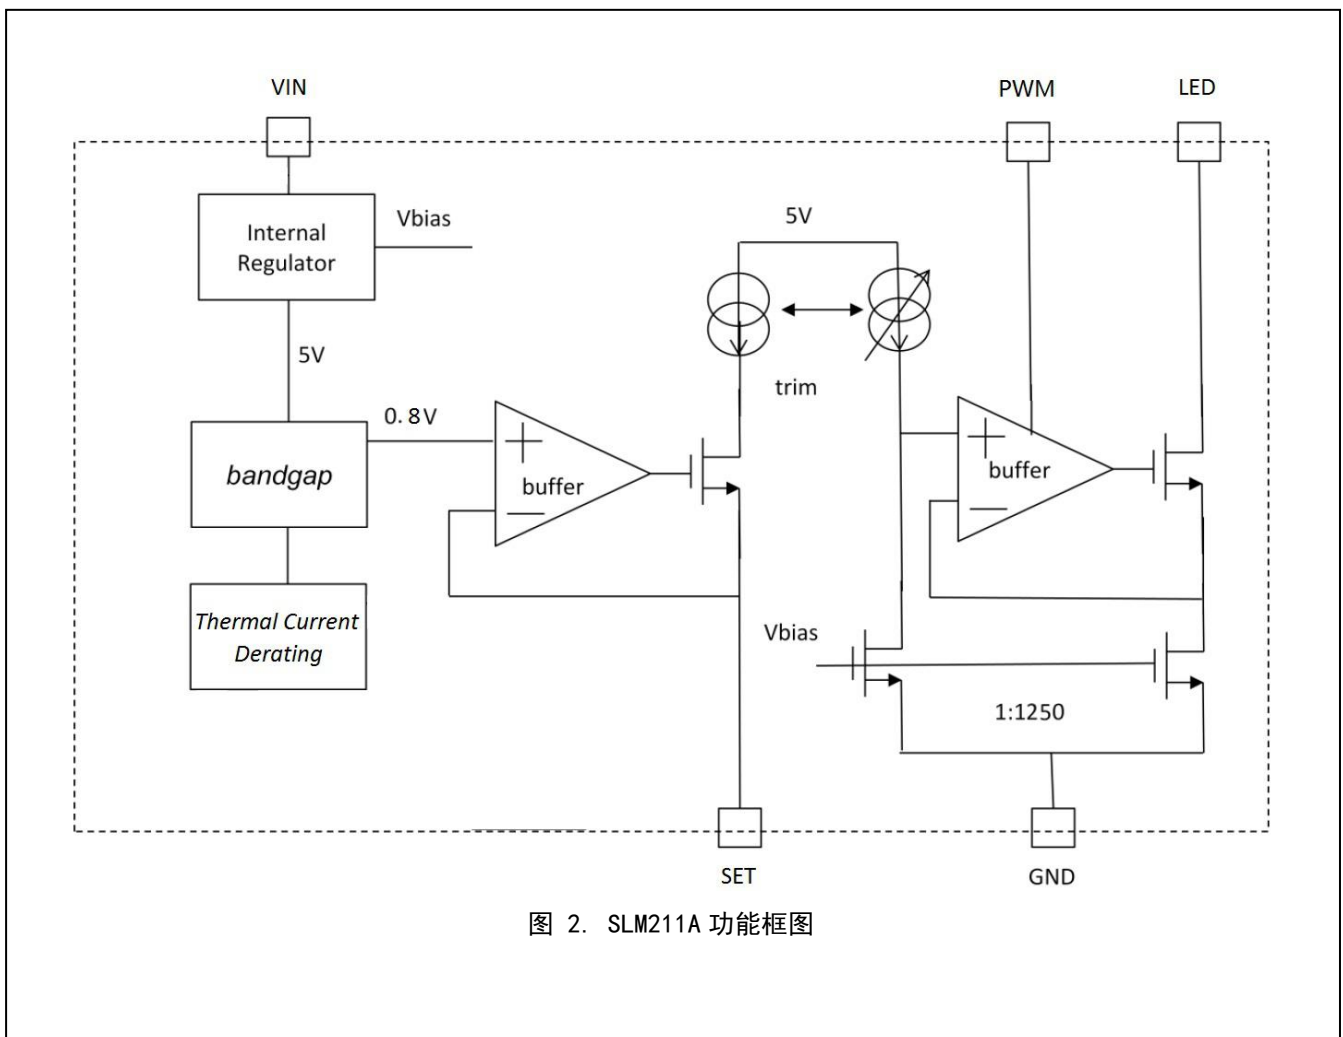 VIN
PWM
LED
Internal
Regulator
Vbias
5V
5V
trim
0.8V
bandgap
+
buffer
−
+
buffer
−
Thermal Current
Derating
Vbias
1:1250
SET
GND
图 2. SLM211A 功能框图